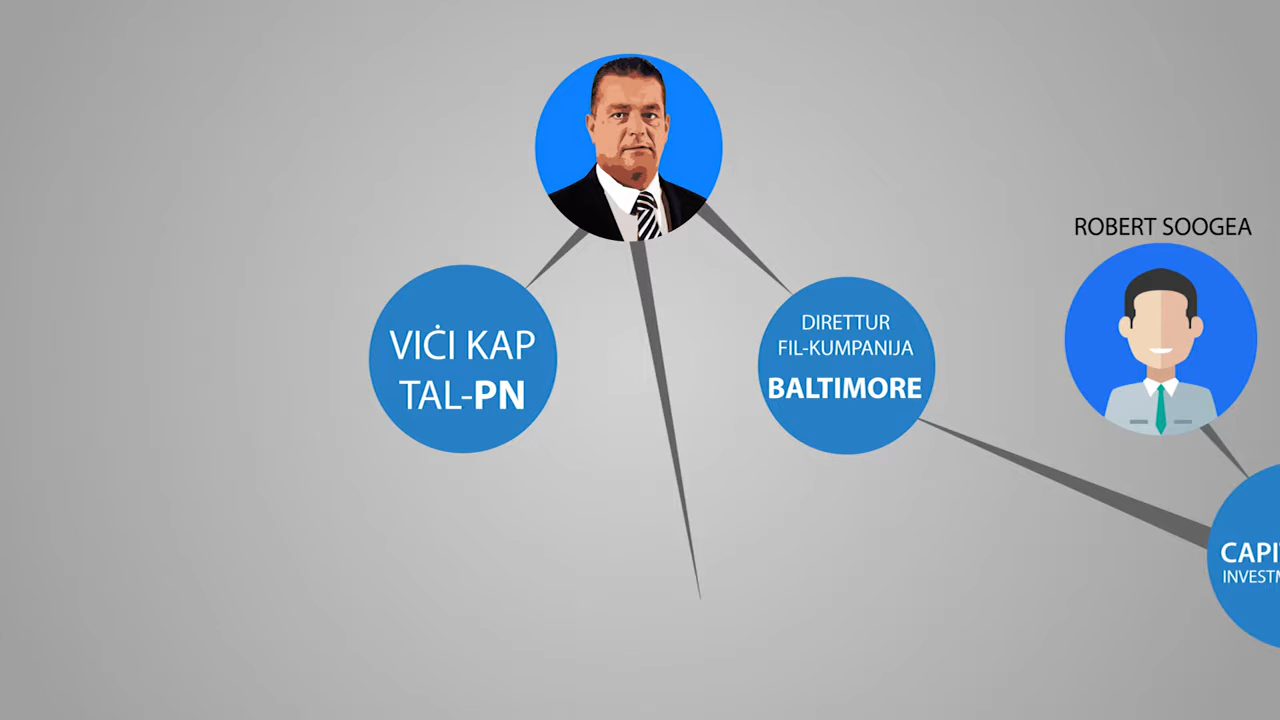 ROBERT SOOGEA
VIĊI KAP
TAL-PN
DIRETTUR
FIL-KUMPANIJA
BALTIMORE